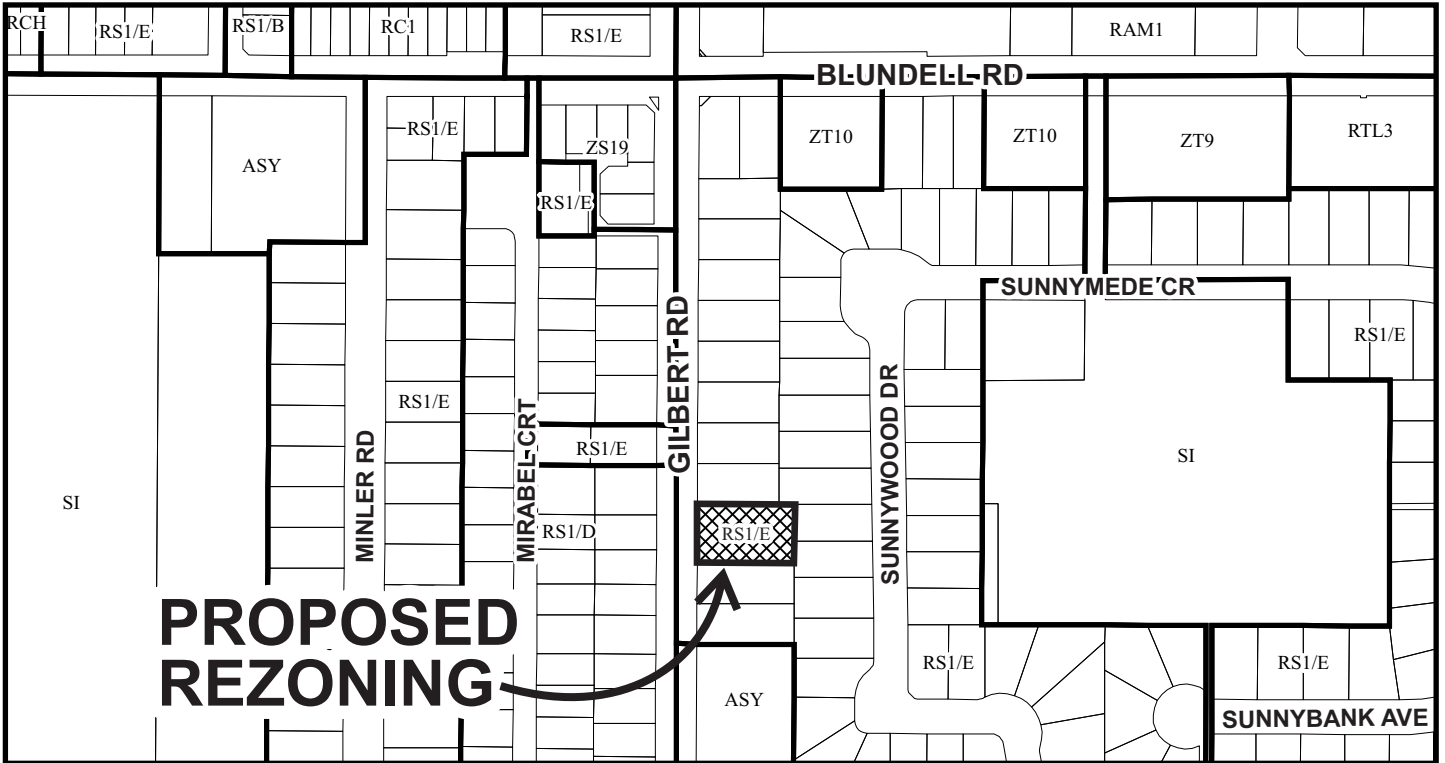 RCH
RS1/E
RS1/B
RC1
RS1/E
RAM1
BLUNDELL RD
RS1/E
ZS19
ASY
RS1/E
ZT10
ZT10
ZT9
RTL3
SUNNYMEDE CR
RS1/E
GILBERT RD
RS1/E
MINLER RD
MIRABEL CRT
RS1/E
SUNNYWOOOD DR
SI
SI
RS1/D
RS1/E
PROPOSED
REZONING
RS1/E
RS1/E
ASY
SUNNYBANK AVE